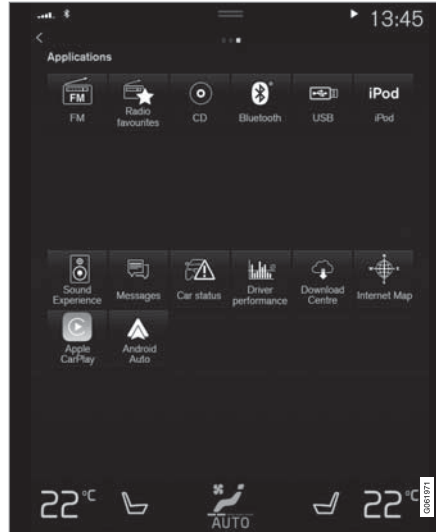 13:45
Applications
FM
FM
Radio favourites
CD
Bluetooth
USB
iPod
iPod
Sound Experience
Messages
Car status
Driver performance
Download Centre
Internet Map
Apple CarPlay
Android Auto
22°C
AUTO
22°C
G061971